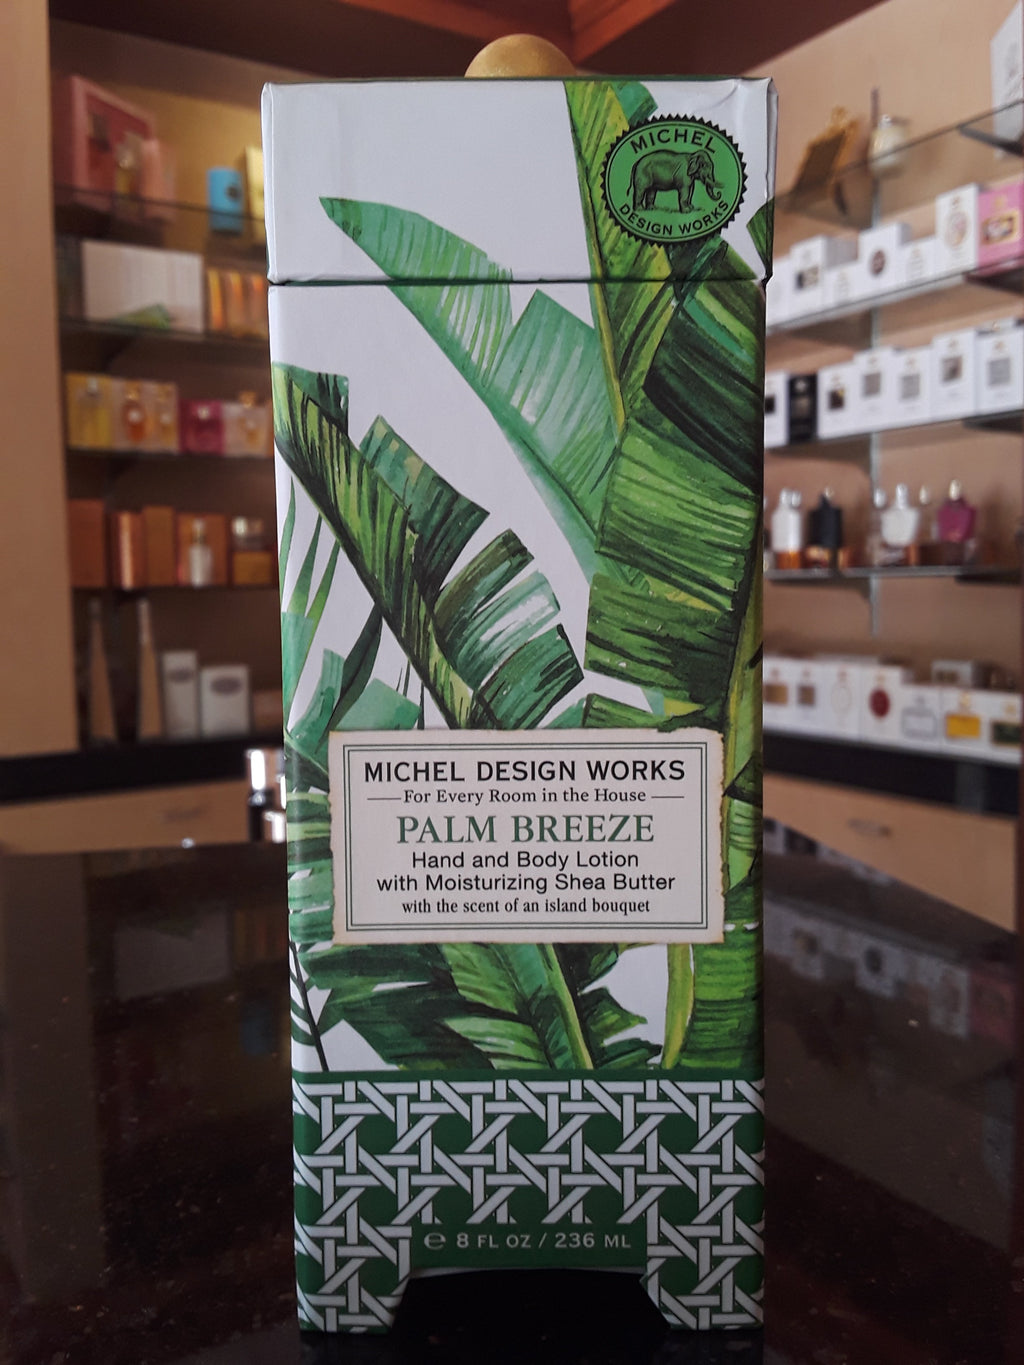 MICHEL
DESIGN WORKS
MICHEL DESIGN WORKS
For Every Room in the House
PALM BREEZE
Hand and Body Lotion
with Moisturizing Shea Butter
with the scent of an island bouquet
℮ 8 FL OZ / 236 ML